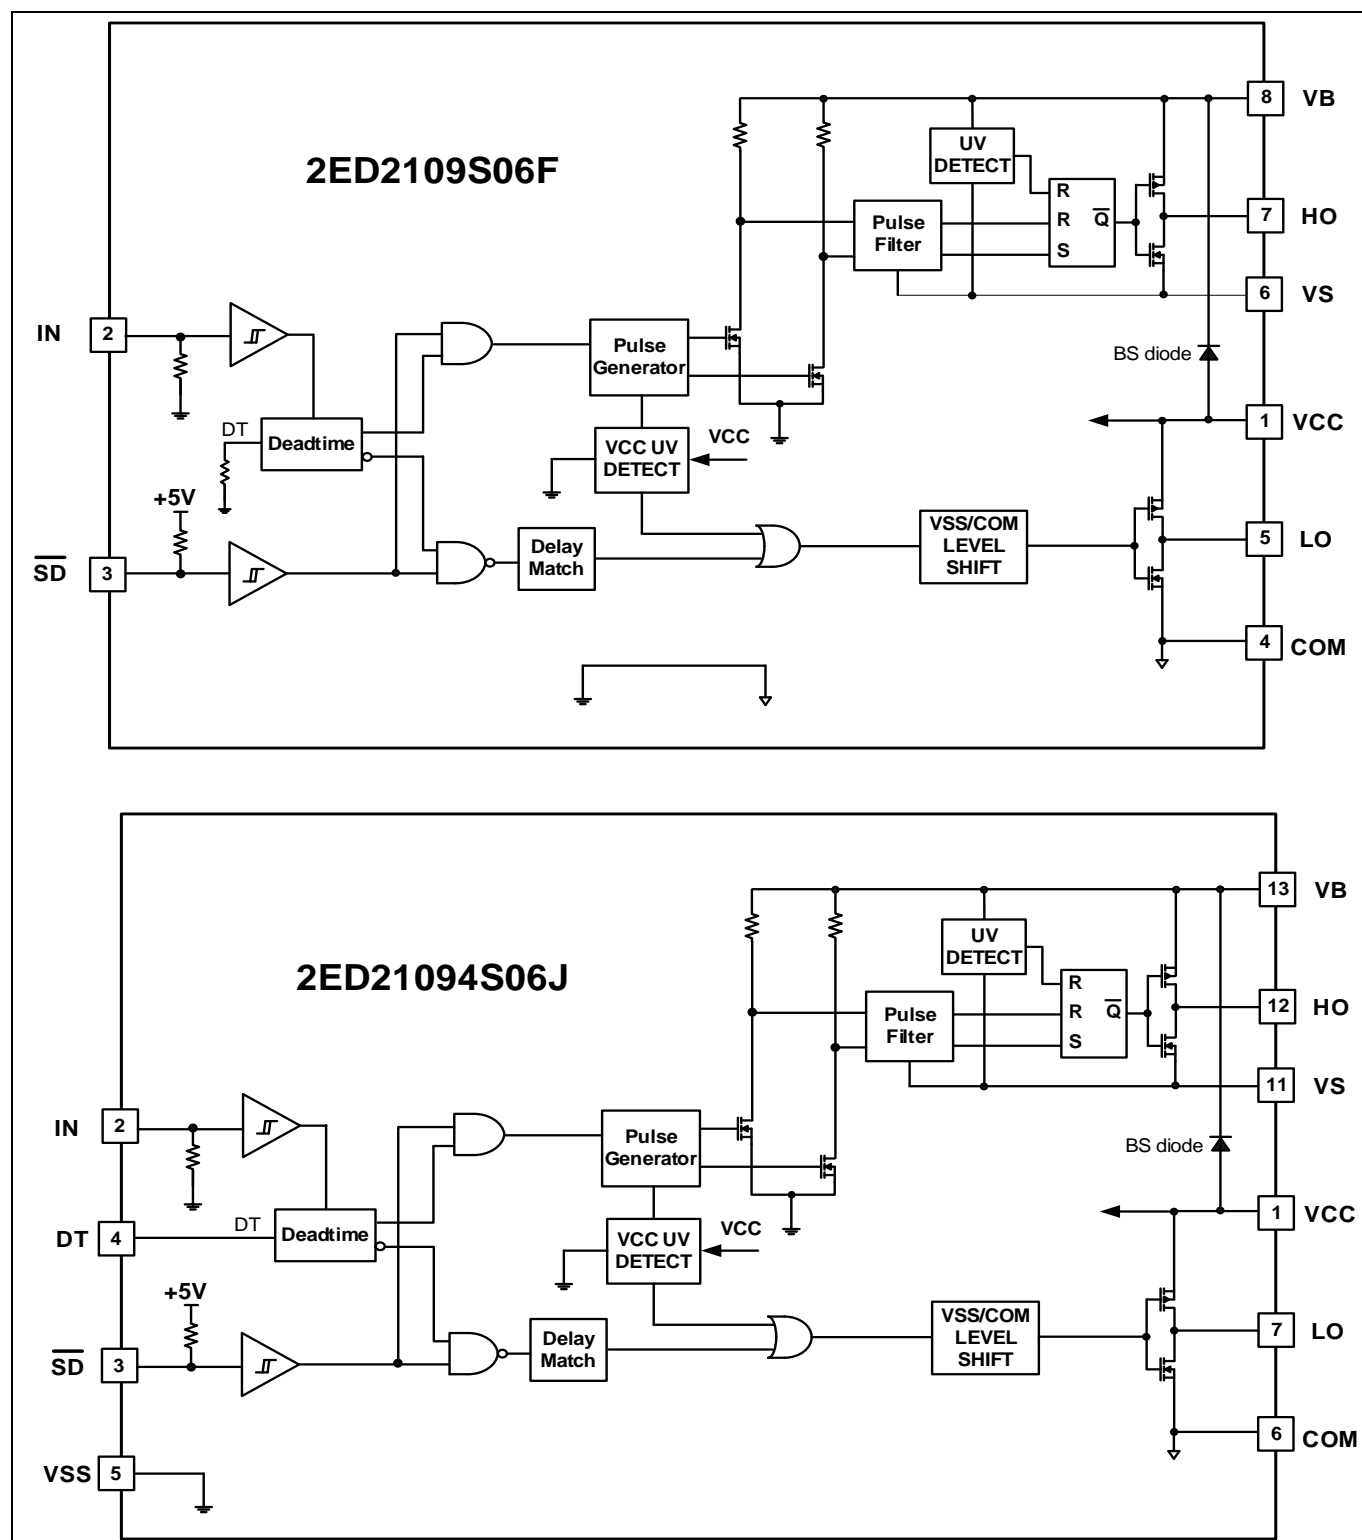 2ED2109S06F
8 VB
UV
DETECT
R
R
S
Q̅
7 HO
Pulse
Filter
6 VS
IN 2
Pulse
Generator
BS diode
DT
Deadtime
VCC UV
DETECT
VCC
1 VCC
+5V
S̅D̅ 3
Delay
Match
VSS/COM
LEVEL
SHIFT
5 LO
4 COM
2ED21094S06J
13 VB
UV
DETECT
R
R
S
Q̅
12 HO
Pulse
Filter
11 VS
IN 2
Pulse
Generator
BS diode
DT 4
DT
Deadtime
VCC UV
DETECT
VCC
1 VCC
+5V
S̅D̅ 3
Delay
Match
VSS/COM
LEVEL
SHIFT
7 LO
6 COM
VSS 5